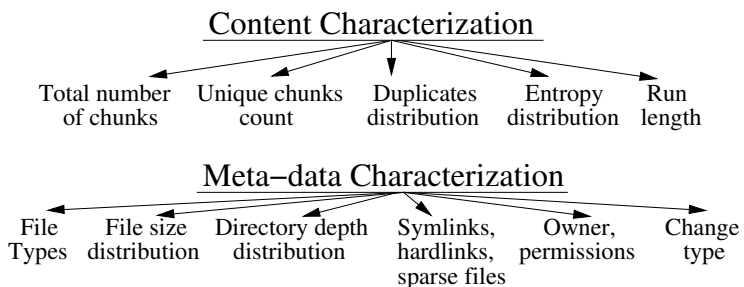 Content Characterization
Total number
of chunks
Unique chunks
count
Duplicates
distribution
Entropy
distribution
Run
length
Meta-data Characterization
File
Types
File size
distribution
Directory depth
distribution
Symlinks,
hardlinks,
sparse files
Owner,
permissions
Change
type